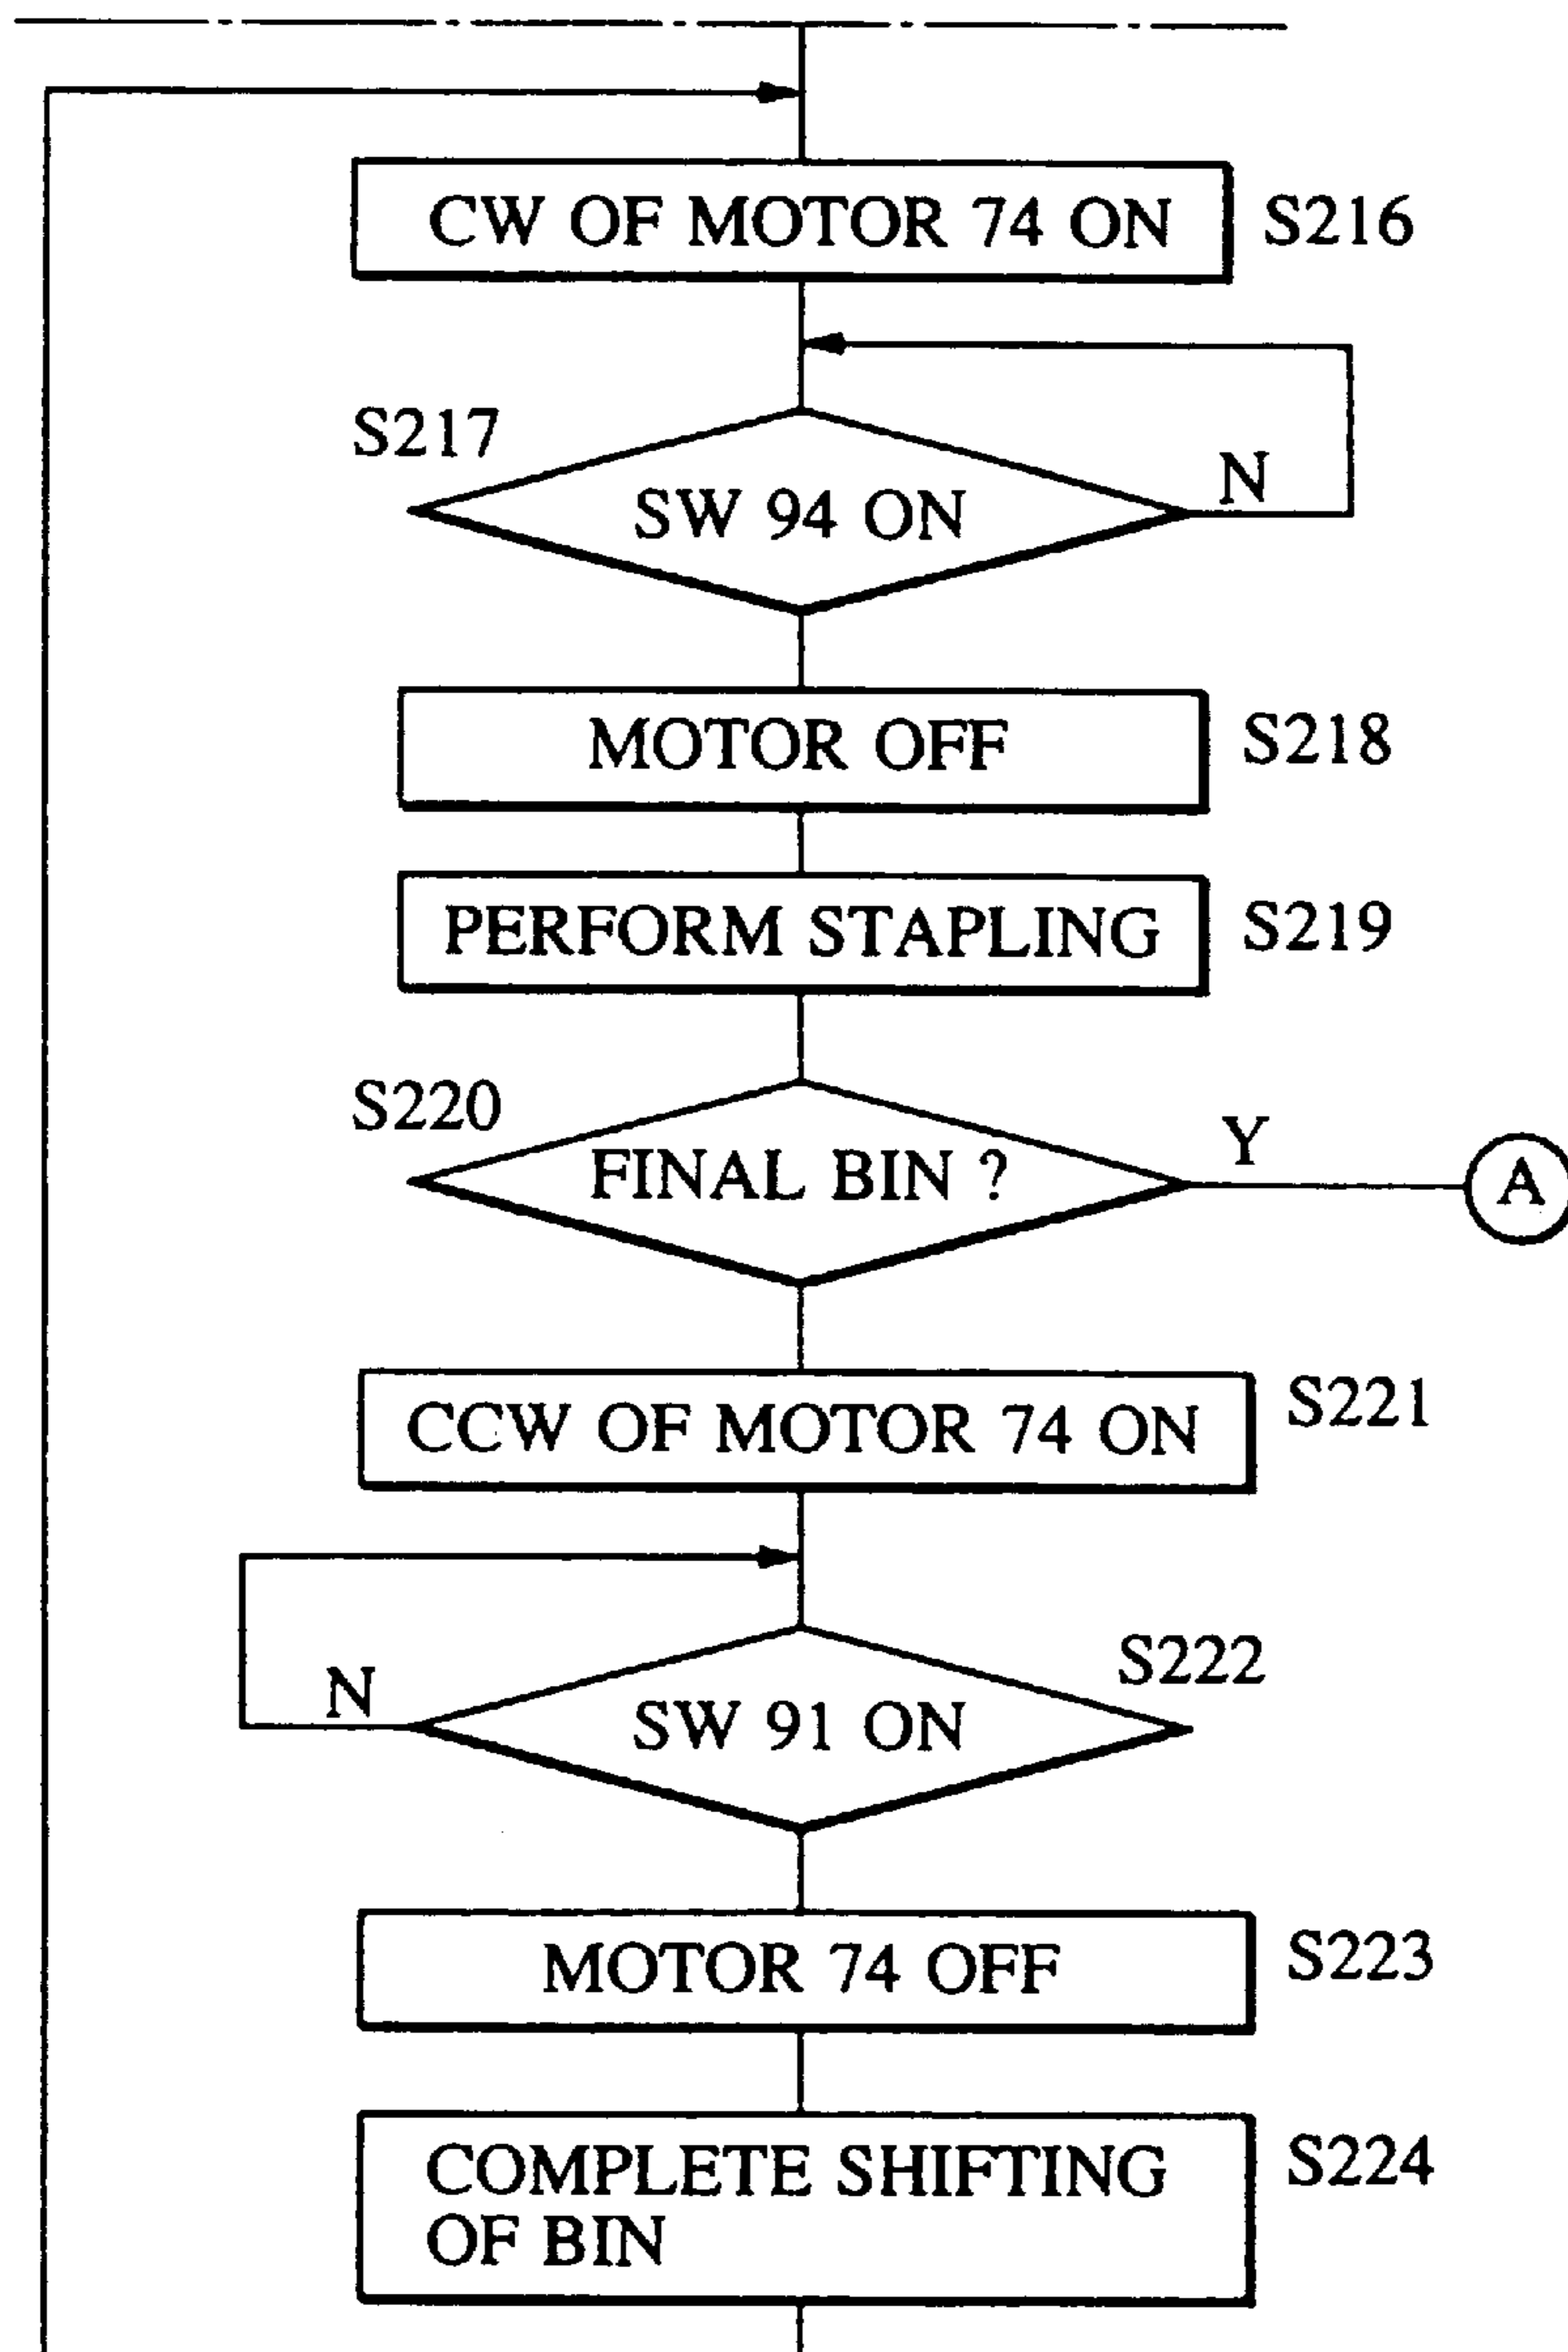 CW OF MOTOR 74 ON
S216
S217
SW 94 ON
N
MOTOR OFF
S218
PERFORM STAPLING
S219
S220
FINAL BIN ?
Y
A
CCW OF MOTOR 74 ON
S221
S222
N
SW 91 ON
MOTOR 74 OFF
S223
COMPLETE SHIFTING
OF BIN
S224